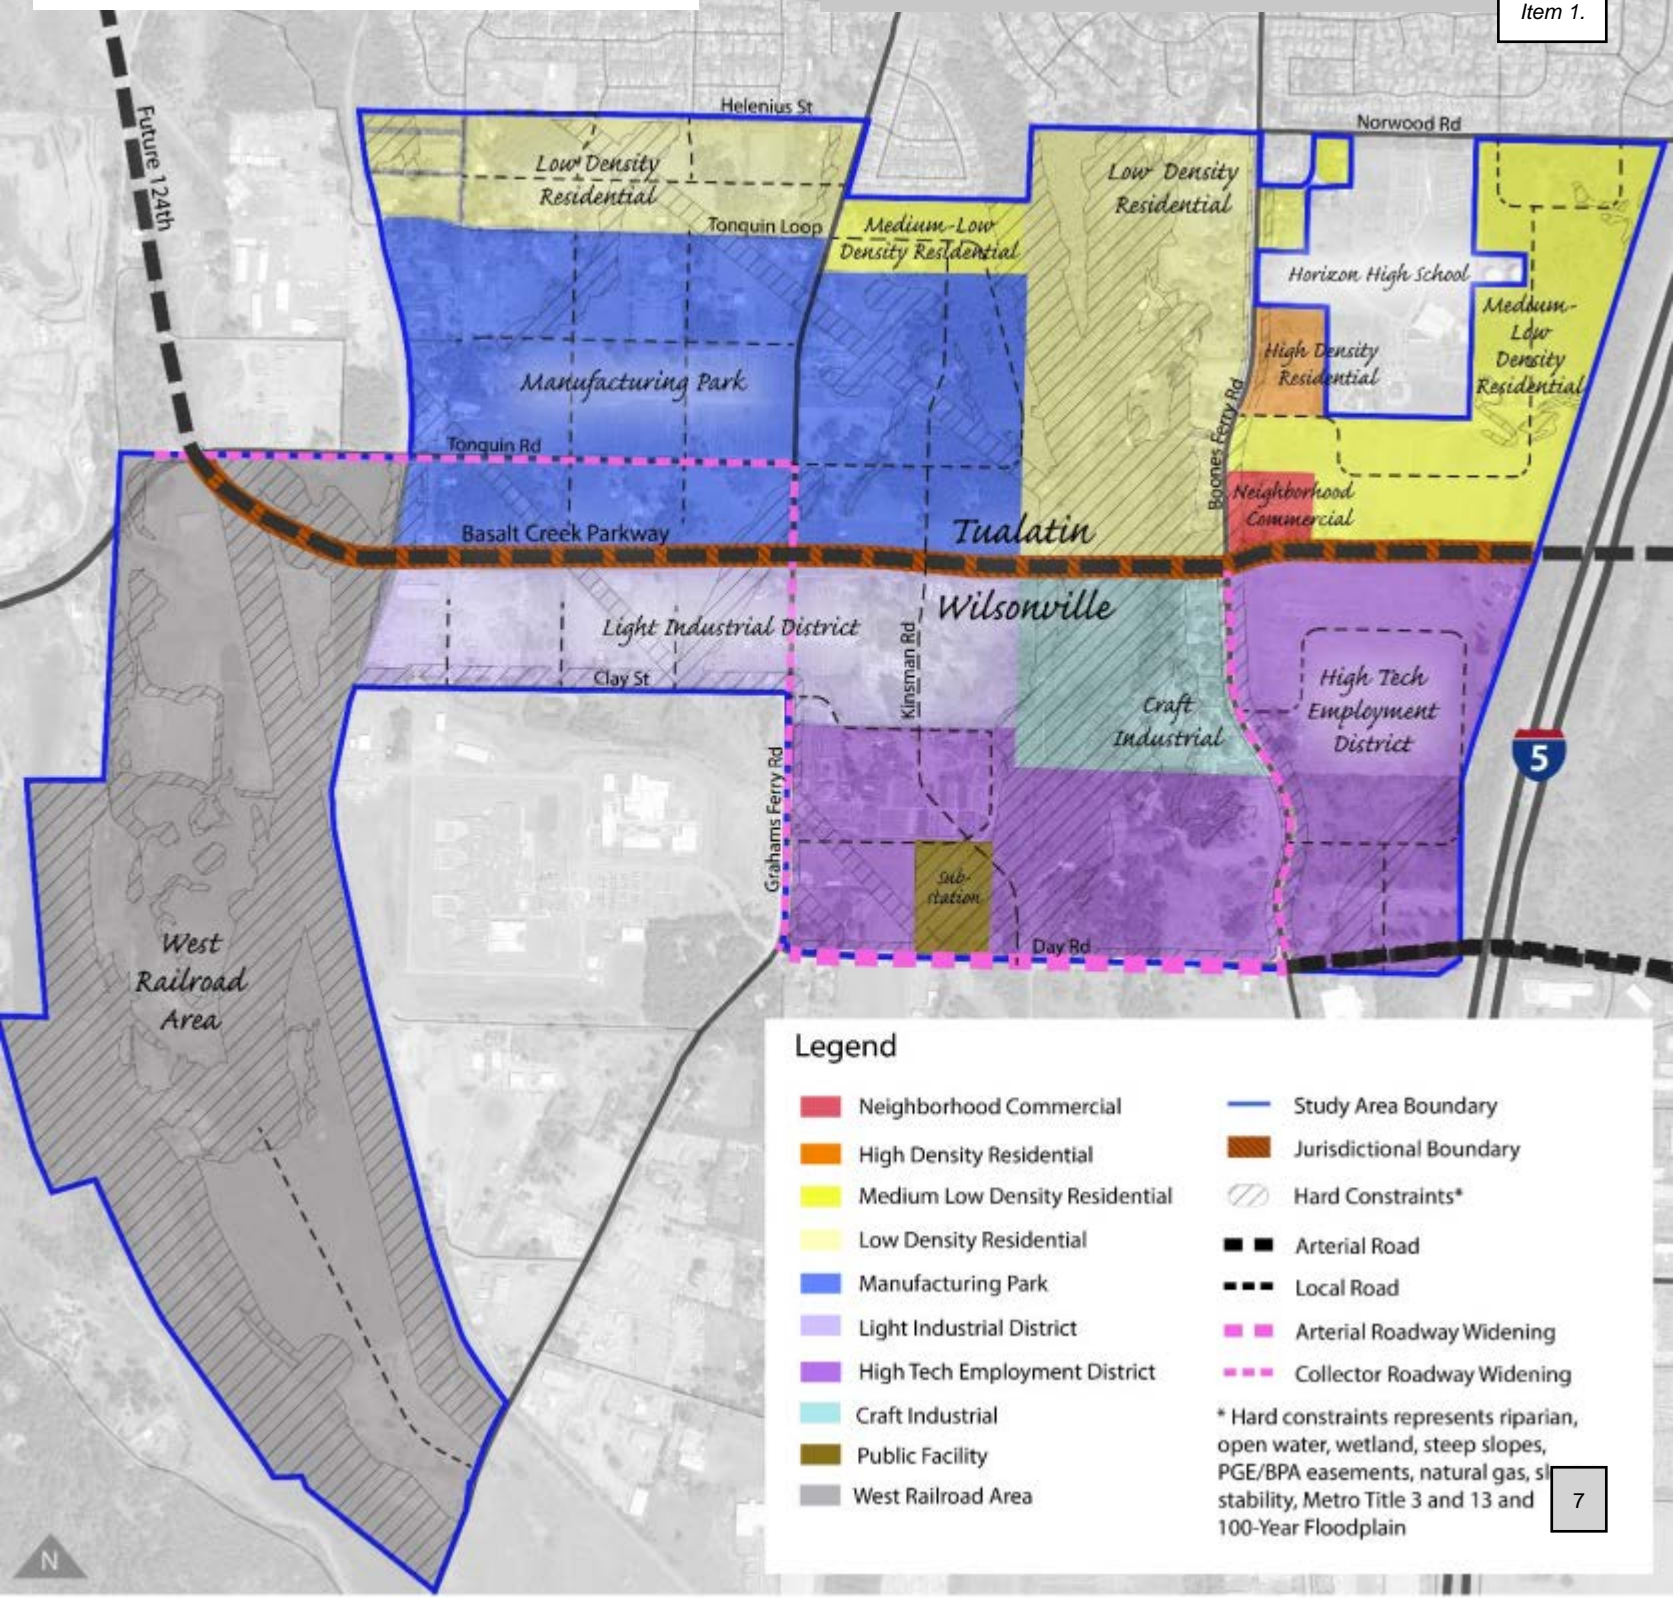 Item 1.
Helenius St
Norwood Rd
Future 124th
Low Density
Residential
Low Density
Residential
Tonquin Loop
Medium-Low
Density Residential
Horizon High School
Medium-
Low
Density
Residential
High Density
Residential
Manufacturing Park
Boones Ferry Rd
Tonquin Rd
Neighborhood
Commercial
Basalt Creek Parkway
Tualatin
Wilsonville
Light Industrial District
Kinsman Rd
Clay St
High Tech
Employment
District
Craft
Industrial
5
Grahams Ferry Rd
Sub-
station
West
Railroad
Area
Day Rd
Legend
Neighborhood Commercial
High Density Residential
Medium Low Density Residential
Low Density Residential
Manufacturing Park
Light Industrial District
High Tech Employment District
Craft Industrial
Public Facility
West Railroad Area
Study Area Boundary
Jurisdictional Boundary
Hard Constraints*
Arterial Road
Local Road
Arterial Roadway Widening
Collector Roadway Widening
* Hard constraints represents riparian,
open water, wetland, steep slopes,
PGE/BPA easements, natural gas,
stability, Metro Title 3 and 13 and
100-Year Floodplain
7
N